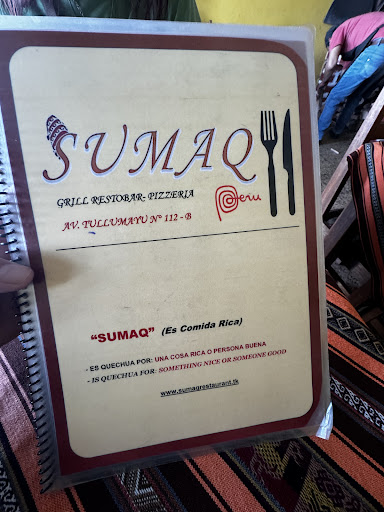 SUMAQ
GRILL RESTOBAR- PIZZERIA
Perú
AV. TULLUMAYU Nº 112 - B
"SUMAQ" (Es Comida Rica)
- ES QUECHUA POR: UNA COSA RICA O PERSONA BUENA
- IS QUECHUA FOR: SOMETHING NICE OR SOMEONE GOOD
www.sumaqrestaurant.tk